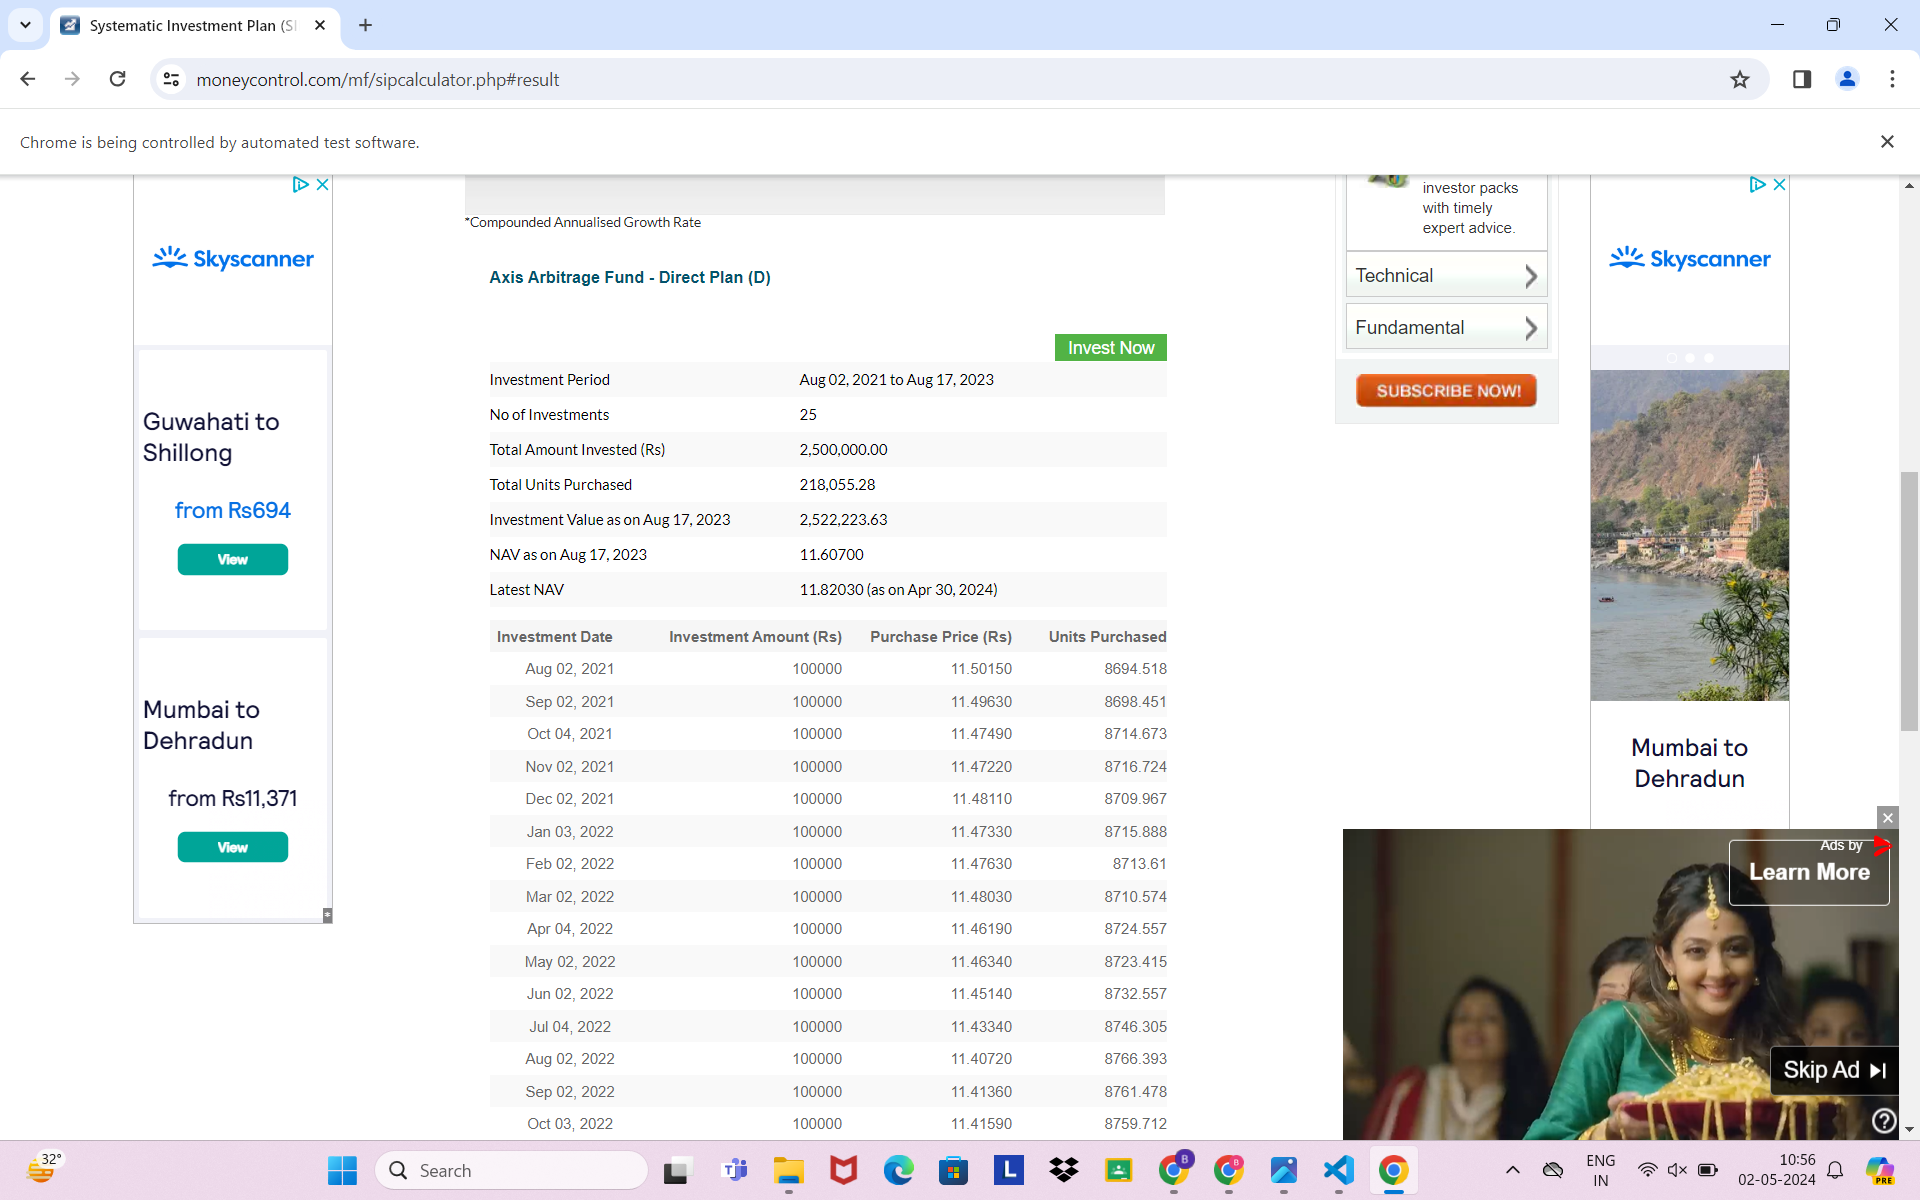 Systematic Investment Plan (SI
moneycontrol.com/mf/sipcalculator.php#result
Chrome is being controlled by automated test software.
Skyscanner
Guwahati to
Shillong
from Rs694
View
Mumbai to
Dehradun
from Rs11,371
View
*Compounded Annualised Growth Rate
Axis Arbitrage Fund - Direct Plan (D)
Invest Now
Investment Period Aug 02, 2021 to Aug 17, 2023
No of Investments 25
Total Amount Invested (Rs) 2,500,000.00
Total Units Purchased 218,055.28
Investment Value as on Aug 17, 2023 2,522,223.63
NAV as on Aug 17, 2023 11.60700
Latest NAV 11.82030 (as on Apr 30, 2024)
Investment Date Investment Amount (Rs) Purchase Price (Rs) Units Purchased
Aug 02, 2021 100000 11.50150 8694.518
Sep 02, 2021 100000 11.49630 8698.451
Oct 04, 2021 100000 11.47490 8714.673
Nov 02, 2021 100000 11.47220 8716.724
Dec 02, 2021 100000 11.48110 8709.967
Jan 03, 2022 100000 11.47330 8715.888
Feb 02, 2022 100000 11.47630 8713.61
Mar 02, 2022 100000 11.48030 8710.574
Apr 04, 2022 100000 11.46190 8724.557
May 02, 2022 100000 11.46340 8723.415
Jun 02, 2022 100000 11.45140 8732.557
Jul 04, 2022 100000 11.43340 8746.305
Aug 02, 2022 100000 11.40720 8766.393
Sep 02, 2022 100000 11.41360 8761.478
Oct 03, 2022 100000 11.41590 8759.712
investor packs
with timely
expert advice.
Technical
Fundamental
SUBSCRIBE NOW!
Skyscanner
Mumbai to
Dehradun
Ads by
Learn More
Skip Ad
32°
Search
T
L
B
B
ENG
IN
10:56
02-05-2024
PRE